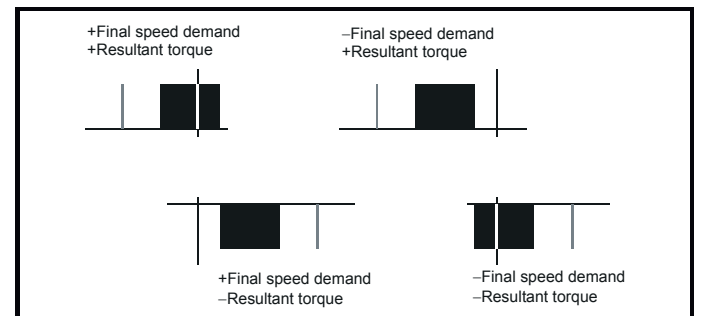 +Final speed demand
+Resultant torque
–Final speed demand
+Resultant torque
+Final speed demand
–Resultant torque
–Final speed demand
–Resultant torque